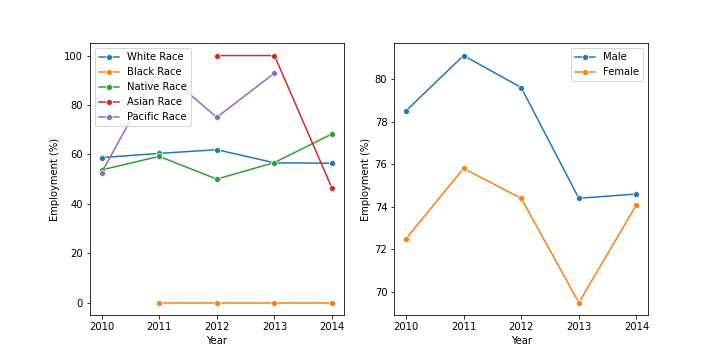 White Race
Black Race
Native Race
Asian Race
Pacific Race
Employment (%)
100
80
60
40
20
0
2010
2011
2012
2013
2014
Year
Male
Female
Employment (%)
80
78
76
74
72
70
2010
2011
2012
2013
2014
Year